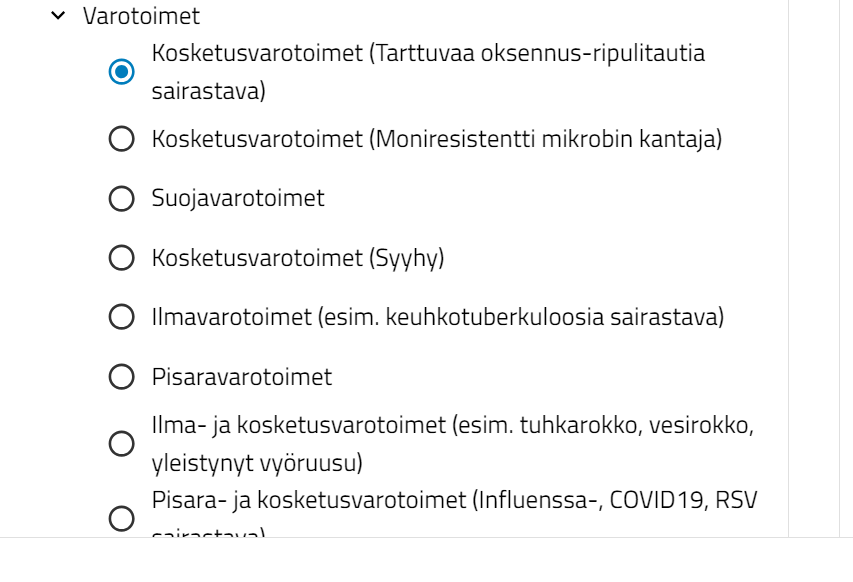 Varotoimet
Kosketusvarotoimet (Tarttuvaa oksennus-ripulitautia
sairastava)
Kosketusvarotoimet (Moniresistentti mikrobin kantaja)
Suojavarotoimet
Kosketusvarotoimet (Syyhy)
Ilmavarotoimet (esim. keuhkotuberkuloosia sairastava)
Pisaravarotoimet
Ilma- ja kosketusvarotoimet (esim. tuhkarokko, vesirokko,
yleistynyt vyöruusu)
Pisara- ja kosketusvarotoimet (Influenssa-, COVID19, RSV
sairastava)